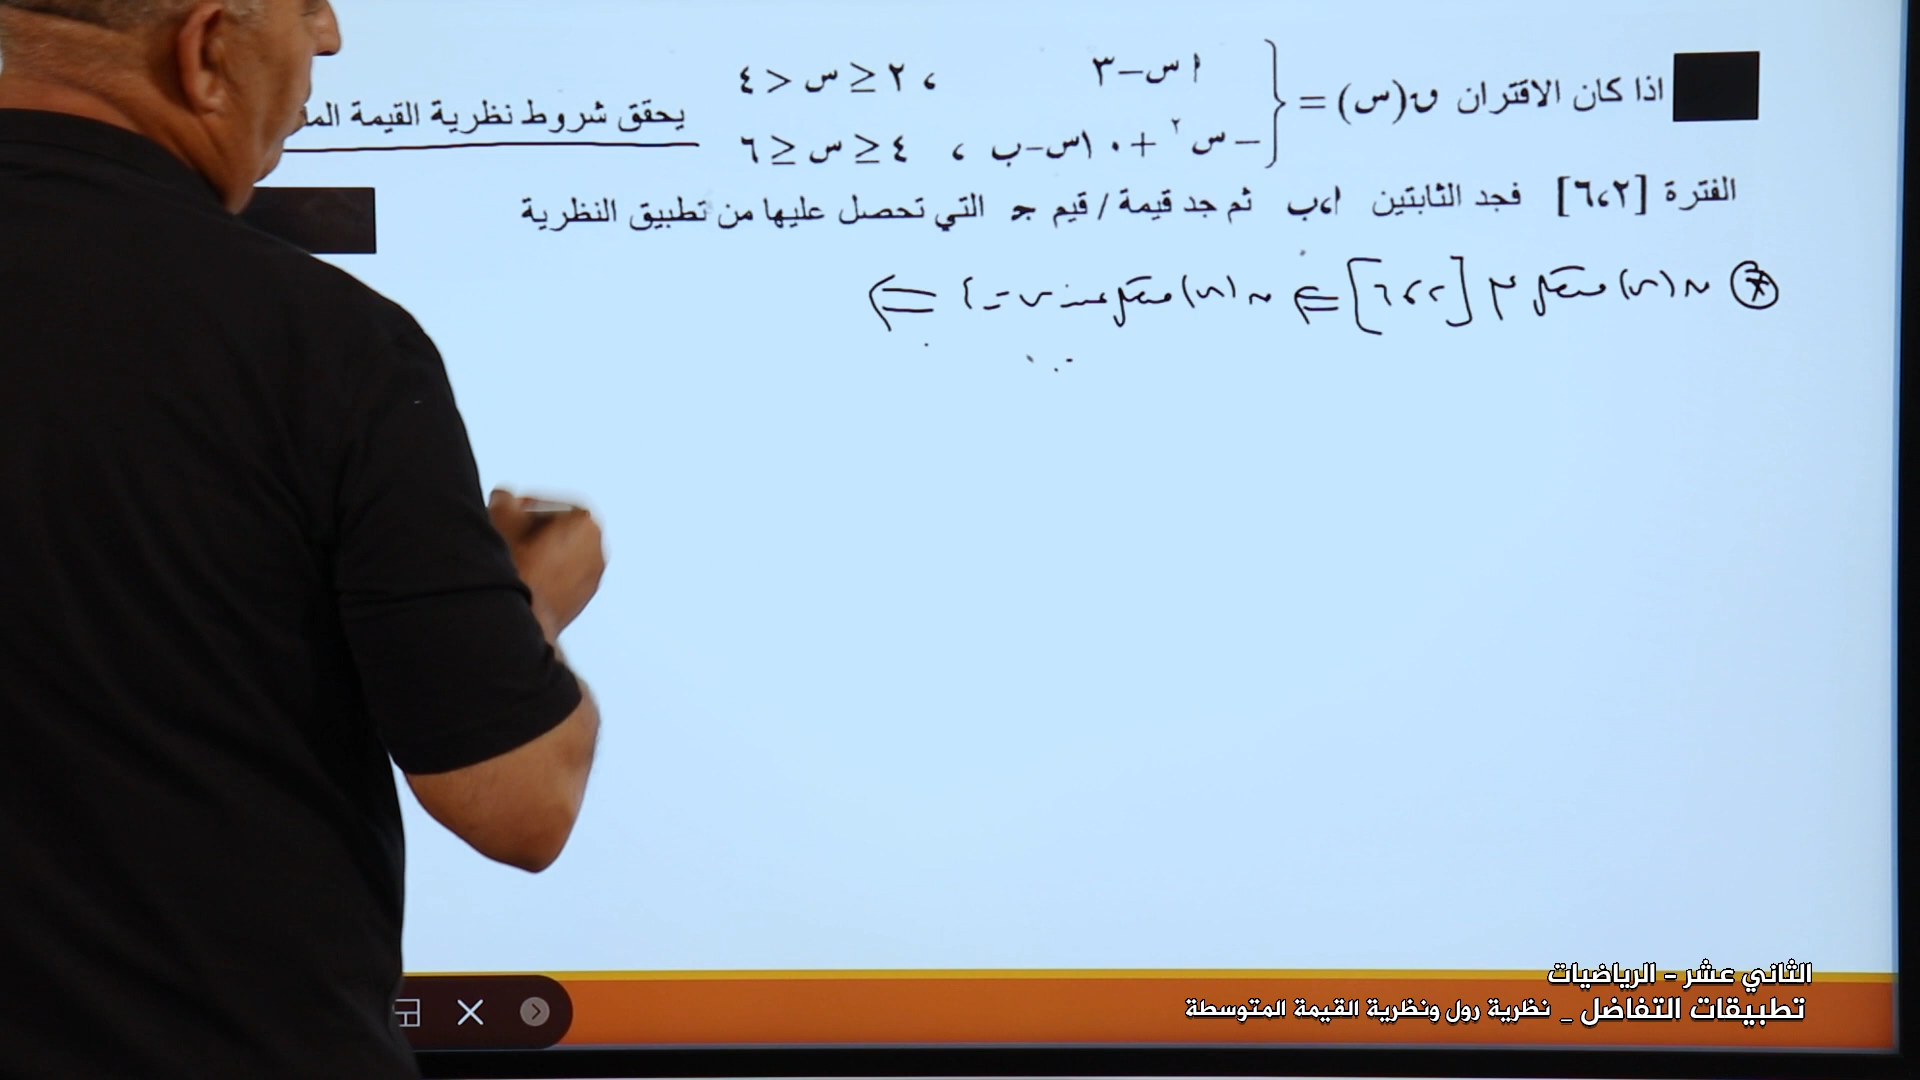 اذا كان الاقتران ق(س) = { ا س−٣ ، ٢ ≤ س < ٤ يحقق شروط نظرية القيمة
− س٢ + ١٠س−ب ، ٤ ≤ س ≤ ٦
الفترة [٢،٦] فجد الثابتين ا،ب ثم جد قيمة / قيم جـ التي تحصل عليها من تطبيق النظرية
ق(س) متصل على [٢،٦] ⇐ ق(س) متصل عند س = ٤ ⇐
الثاني عشر - الرياضيات
تطبيقات التفاضل _ نظرية رول ونظرية القيمة المتوسطة